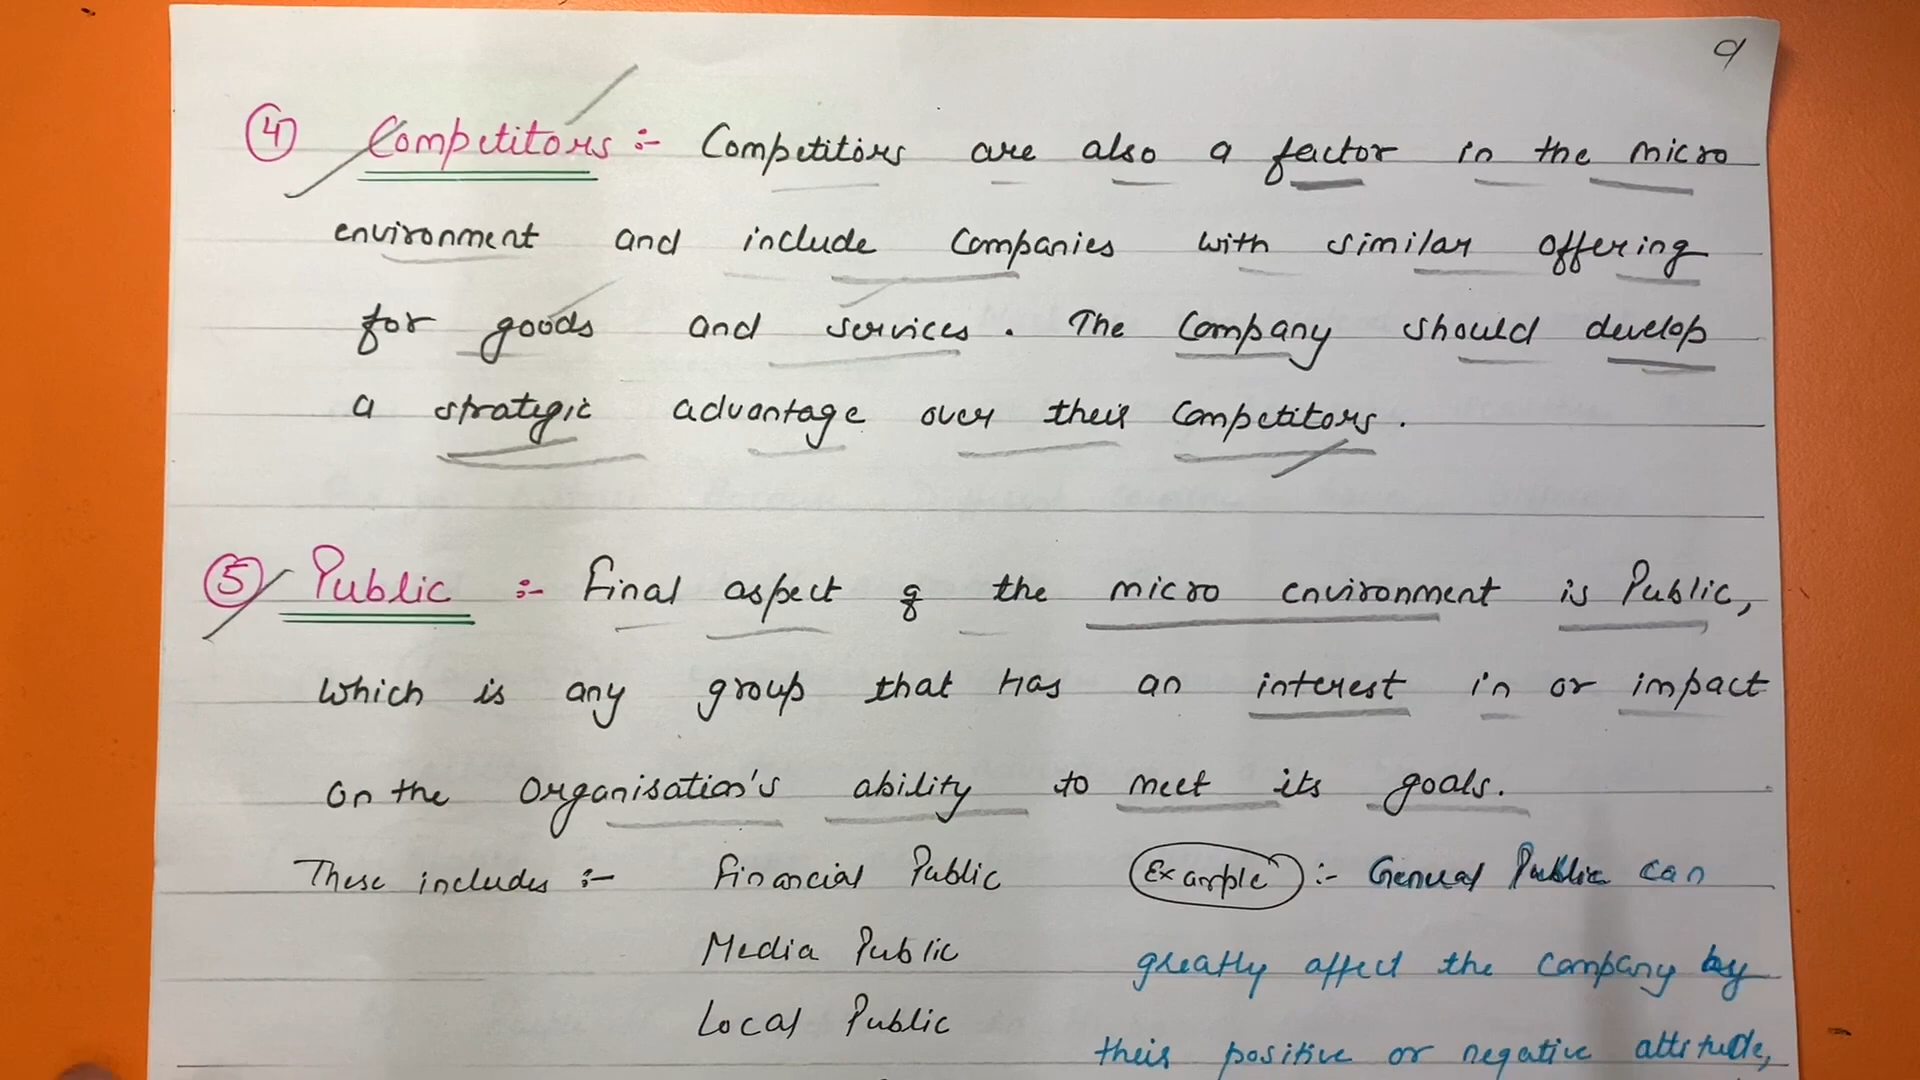 9
④ Competitors :- Competitors are also a factor in the micro
environment and include Companies with similar offering
for goods and services. The Company should develop
a strategic advantage over their Competitors.
⑤ Public :- Final aspect of the micro environment is Public,
Which is any group that has an interest in or impact
on the Organisation's ability to meet its goals.
These includes :- Financial Public
Media Public
Local Public
Example :- General Public can
greatly affect the company by
their positive or negative attitude,